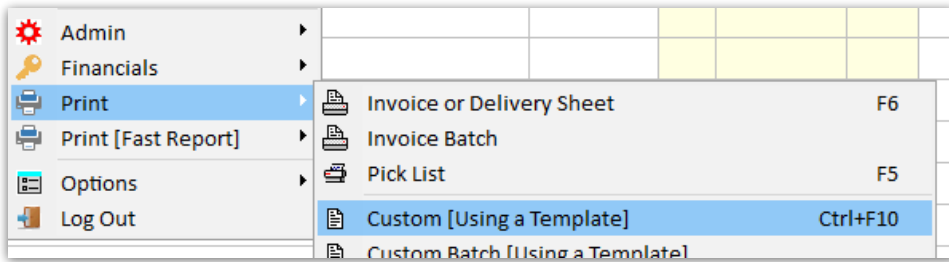 Admin
Financials
Print
Print [Fast Report]
Options
Log Out
Invoice or Delivery Sheet F6
Invoice Batch
Pick List F5
Custom [Using a Template] Ctrl+F10
Custom Batch [Using a Template]